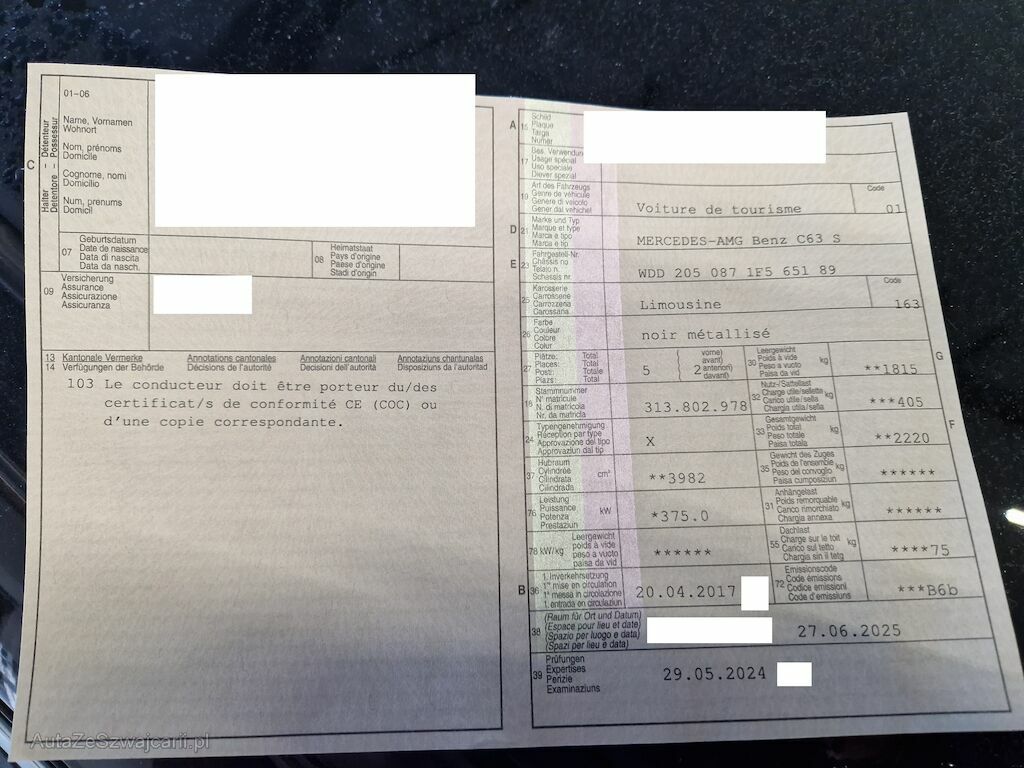 01-06
Halter – Détenteur
Detentore – Possessur
C
Name, Vornamen
Wohnort
Nom, prénoms
Domicile
Cognome, nomi
Domicilio
Num, prenums
Domicil
07
Geburtsdatum
Date de naissance
Data di nascita
Data da nasch.
08
Heimatstaat
Pays d'origine
Paese d'origine
Stadi d'origin
09
Versicherung
Assurance
Assicurazione
Assicuranza
13 Kantonale Vermerke Annotations cantonales Annotazioni cantonali Annotaziuns chantunalas
14 Verfügungen der Behörde Décisions de l'autorité Decisioni dell'autorità Disposiziuns da l'autoritad
103 Le conducteur doit être porteur du/des
certificat/s de conformité CE (COC) ou
d'une copie correspondante.
A 15
Schild
Plaque
Targa
Numer
17
Bes. Verwendung
Usage spécial
Uso speciale
Diever spezial
19
Art des Fahrzeugs
Genre de véhicule
Genere di veicolo
Gener dal vehichel
Voiture de tourisme
Code
01
D 21
Marke und Typ
Marque et type
Marca e tipo
Marca e tip
MERCEDES-AMG Benz C63 S
E 23
Fahrgestell-Nr.
Châssis no
Telaio n.
Schassis nr.
WDD 205 087 1F5 651 89
25
Karosserie
Carrosserie
Carrozzeria
Carossaria
Limousine
Code
163
26
Farbe
Couleur
Colore
Colur
noir métallisé
27
Plätze: Total
Places: Total
Posti: Totale
Plazs: Total
5
vorne)
avant)
2 anteriori)
davant)
30
Leergewicht
Poids à vide
Peso a vuoto
Paisa da vid
kg
**1815
G
18
Stammnummer
N° matricule
N. di matricola
Nr. da matricla
313.802.978
32
Nutz-/Sattellast
Charge utile/sellette
Carico utile/sella
Chargia utila/sella
kg
***405
24
Typengenehmigung
Réception par type
Approvazione del tipo
Approvaziun dal tip
X
33
Gesamtgewicht
Poids total
Peso totale
Paisa totala
kg
**2220
F
37
Hubraum
Cylindrée
Cilindrata
Cilindrada
cm³
**3982
35
Gewicht des Zuges
Poids de l'ensemble
Peso del convoglio
Paisa cumposiziun
kg
******
76
Leistung
Puissance
Potenza
Prestaziun
kW
*375.0
31
Anhängelast
Poids remorquable
Carico rimorchiato
Chargia annexa
kg
******
78 kW/kg
Leergewicht
poids à vide
peso a vuoto
paisa da vid
******
55
Dachlast
Charge sur le toit
Carico sul tetto
Chargia sin il tetg
kg
****75
B 36
1. Inverkehrsetzung
1re mise en circulation
1a messa in circolazione
1. entrada en circulaziun
20.04.2017
72
Emissionscode
Code émissions
Codice emissioni
Code d'emissiuns
***B6b
38
(Raum für Ort und Datum)
(Espace pour lieu et date)
(Spazio per luogo e data)
(Spazi per lieu e data)
27.06.2025
39
Prüfungen
Expertises
Perizie
Examinaziuns
29.05.2024
AutaZeSzwajcarii.pl